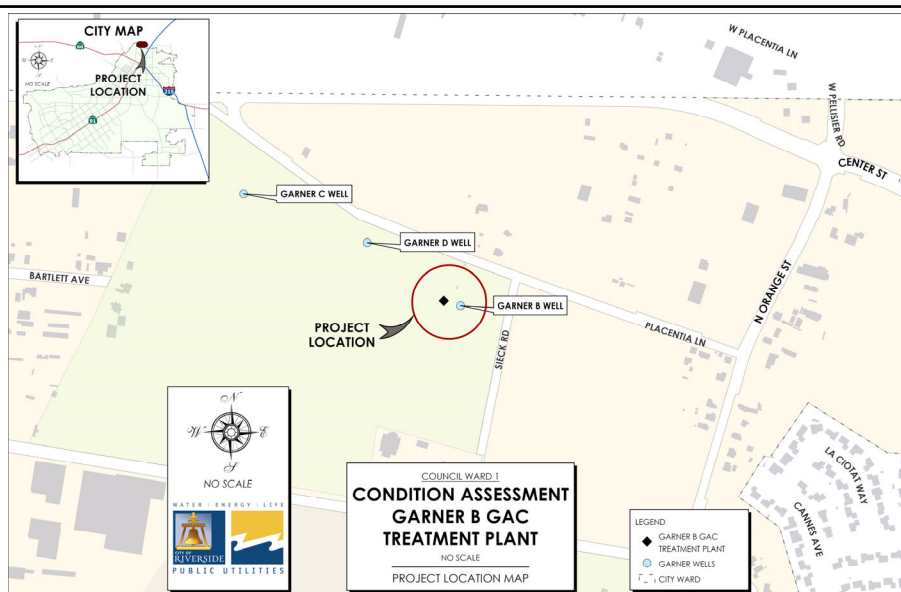 CITY MAP
60
N
W
E
S
NO SCALE
PROJECT
LOCATION
215
91
W PLACENTIA LN
W PELLISIER RD
CENTER ST
GARNER C WELL
GARNER D WELL
BARTLETT AVE
GARNER B WELL
PROJECT
LOCATION
SIECK RD
PLACENTIA LN
N ORANGE ST
LA CIOTAT WAY
CANNES AVE
N
W
E
S
NO SCALE
WATER | ENERGY | LIFE
CITY OF
RIVERSIDE
PUBLIC UTILITIES
COUNCIL WARD 1
CONDITION ASSESSMENT
GARNER B GAC
TREATMENT PLANT
NO SCALE
PROJECT LOCATION MAP
LEGEND
GARNER B GAC
TREATMENT PLANT
GARNER WELLS
CITY WARD